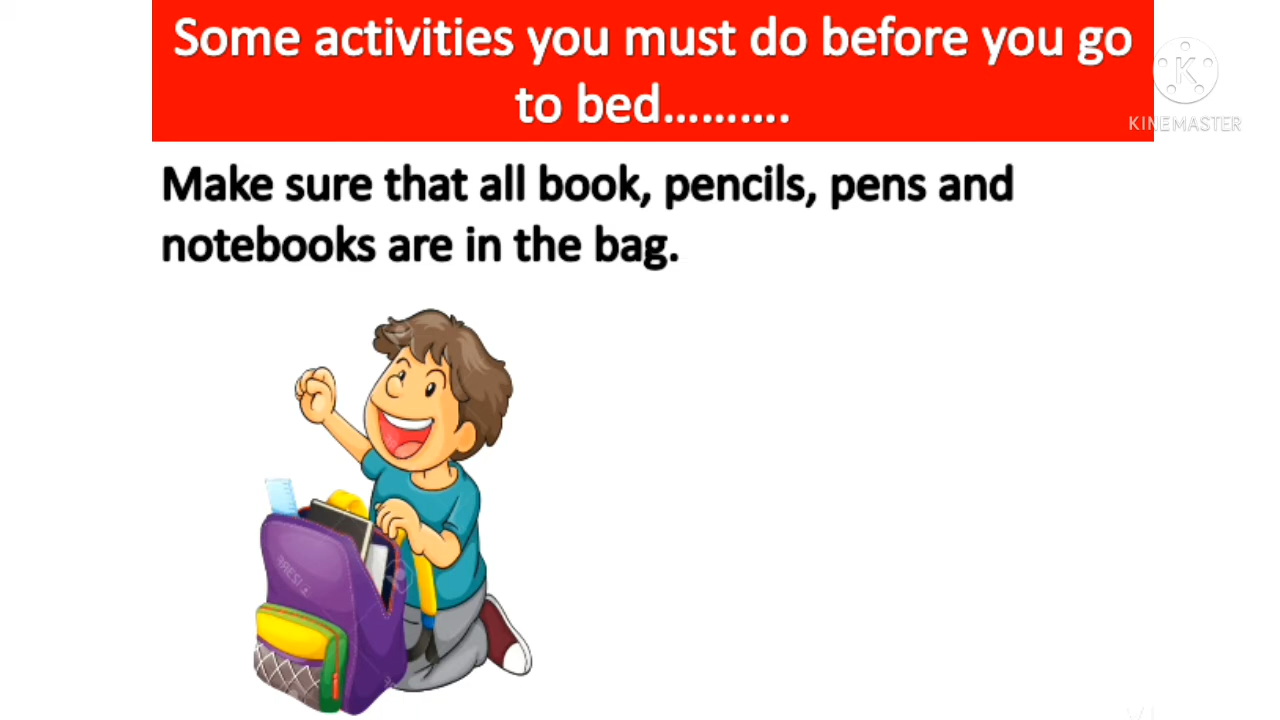 Some activities you must do before you go
to bed..........
KINEMASTER
Make sure that all book, pencils, pens and
notebooks are in the bag.